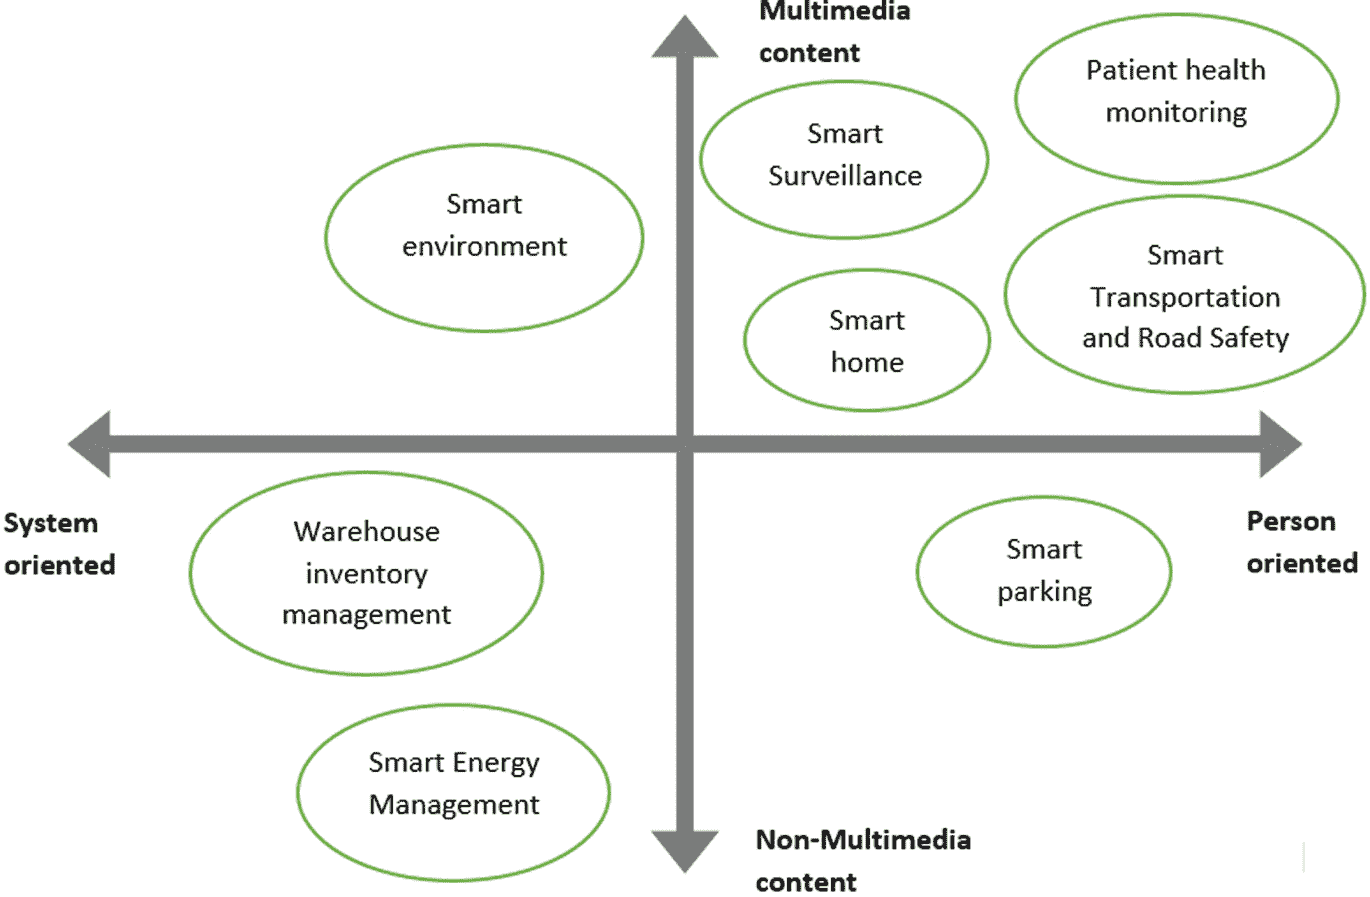 Multimedia
content
Patient health
monitoring
Smart
Surveillance
Smart
environment
Smart
Transportation
and Road Safety
Smart
home
System
oriented
Warehouse
inventory
management
Smart
parking
Person
oriented
Smart Energy
Management
Non-Multimedia
content